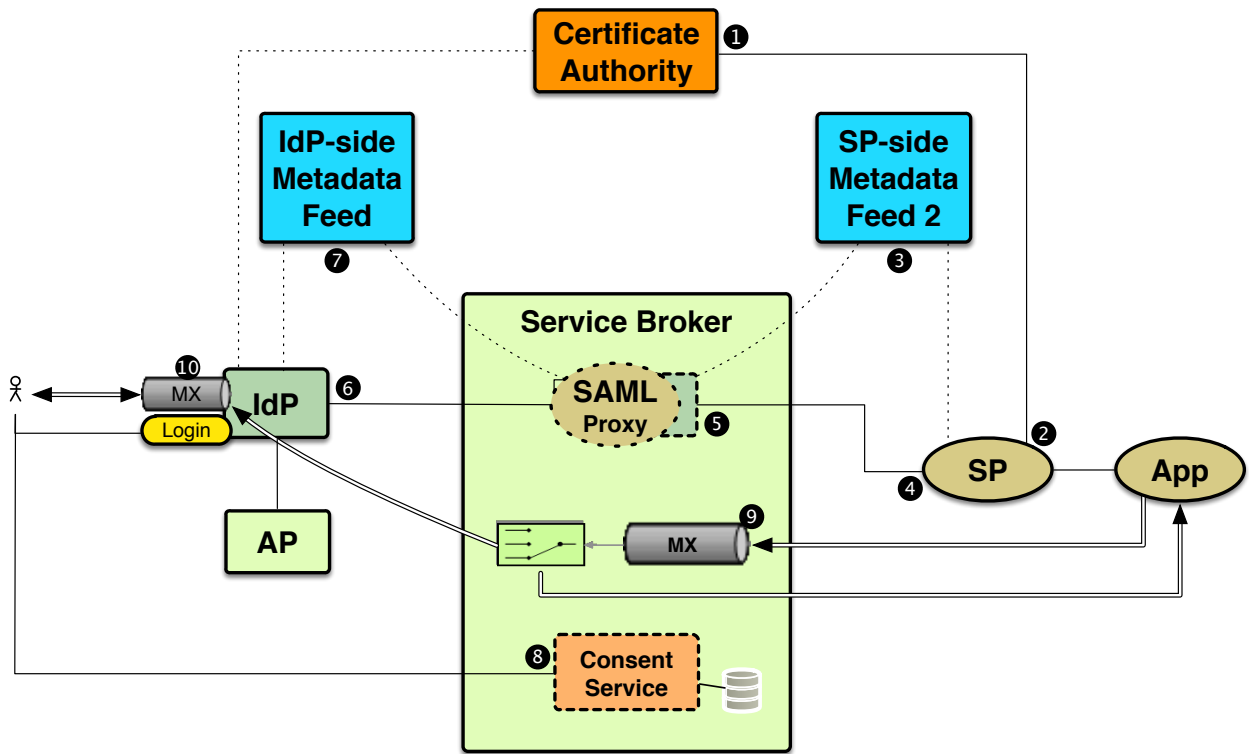 Certificate
Authority
1
IdP-side
Metadata
Feed
7
SP-side
Metadata
Feed 2
3
Service Broker
10
MX
IdP
Login
6
SAML
Proxy
5
2
SP
4
App
AP
9
MX
8
Consent
Service